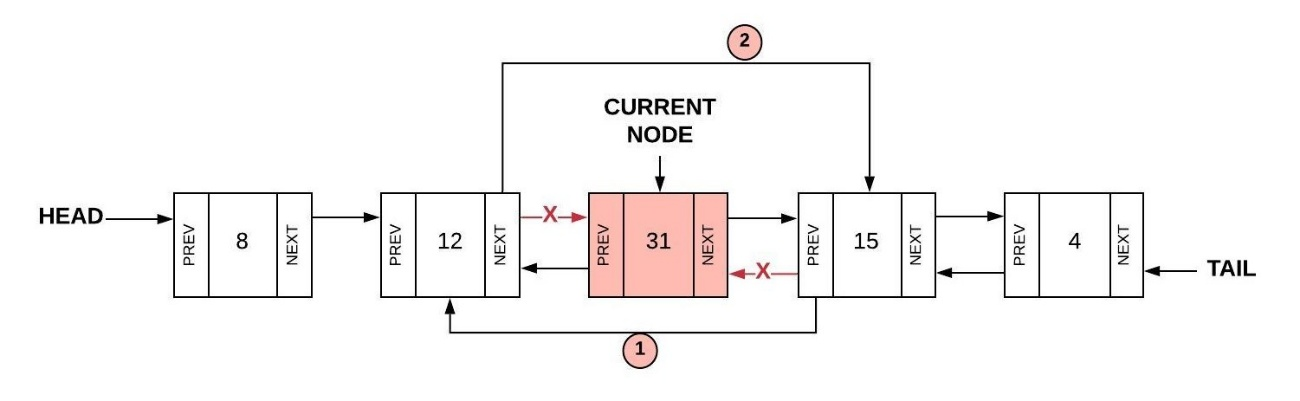 2
CURRENT
NODE
HEAD
PREV 8 NEXT
PREV 12 NEXT
X
PREV 31 NEXT
X
PREV 15 NEXT
PREV 4 NEXT
TAIL
1